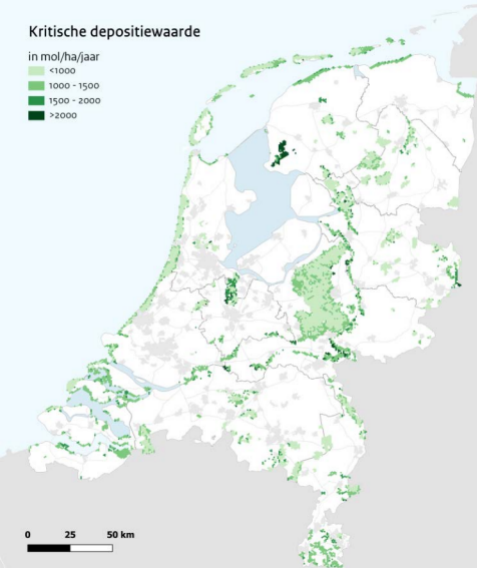 Kritische depositiewaarde
in mol/ha/jaar
<1000
1000 - 1500
1500 - 2000
>2000
0 25 50 km